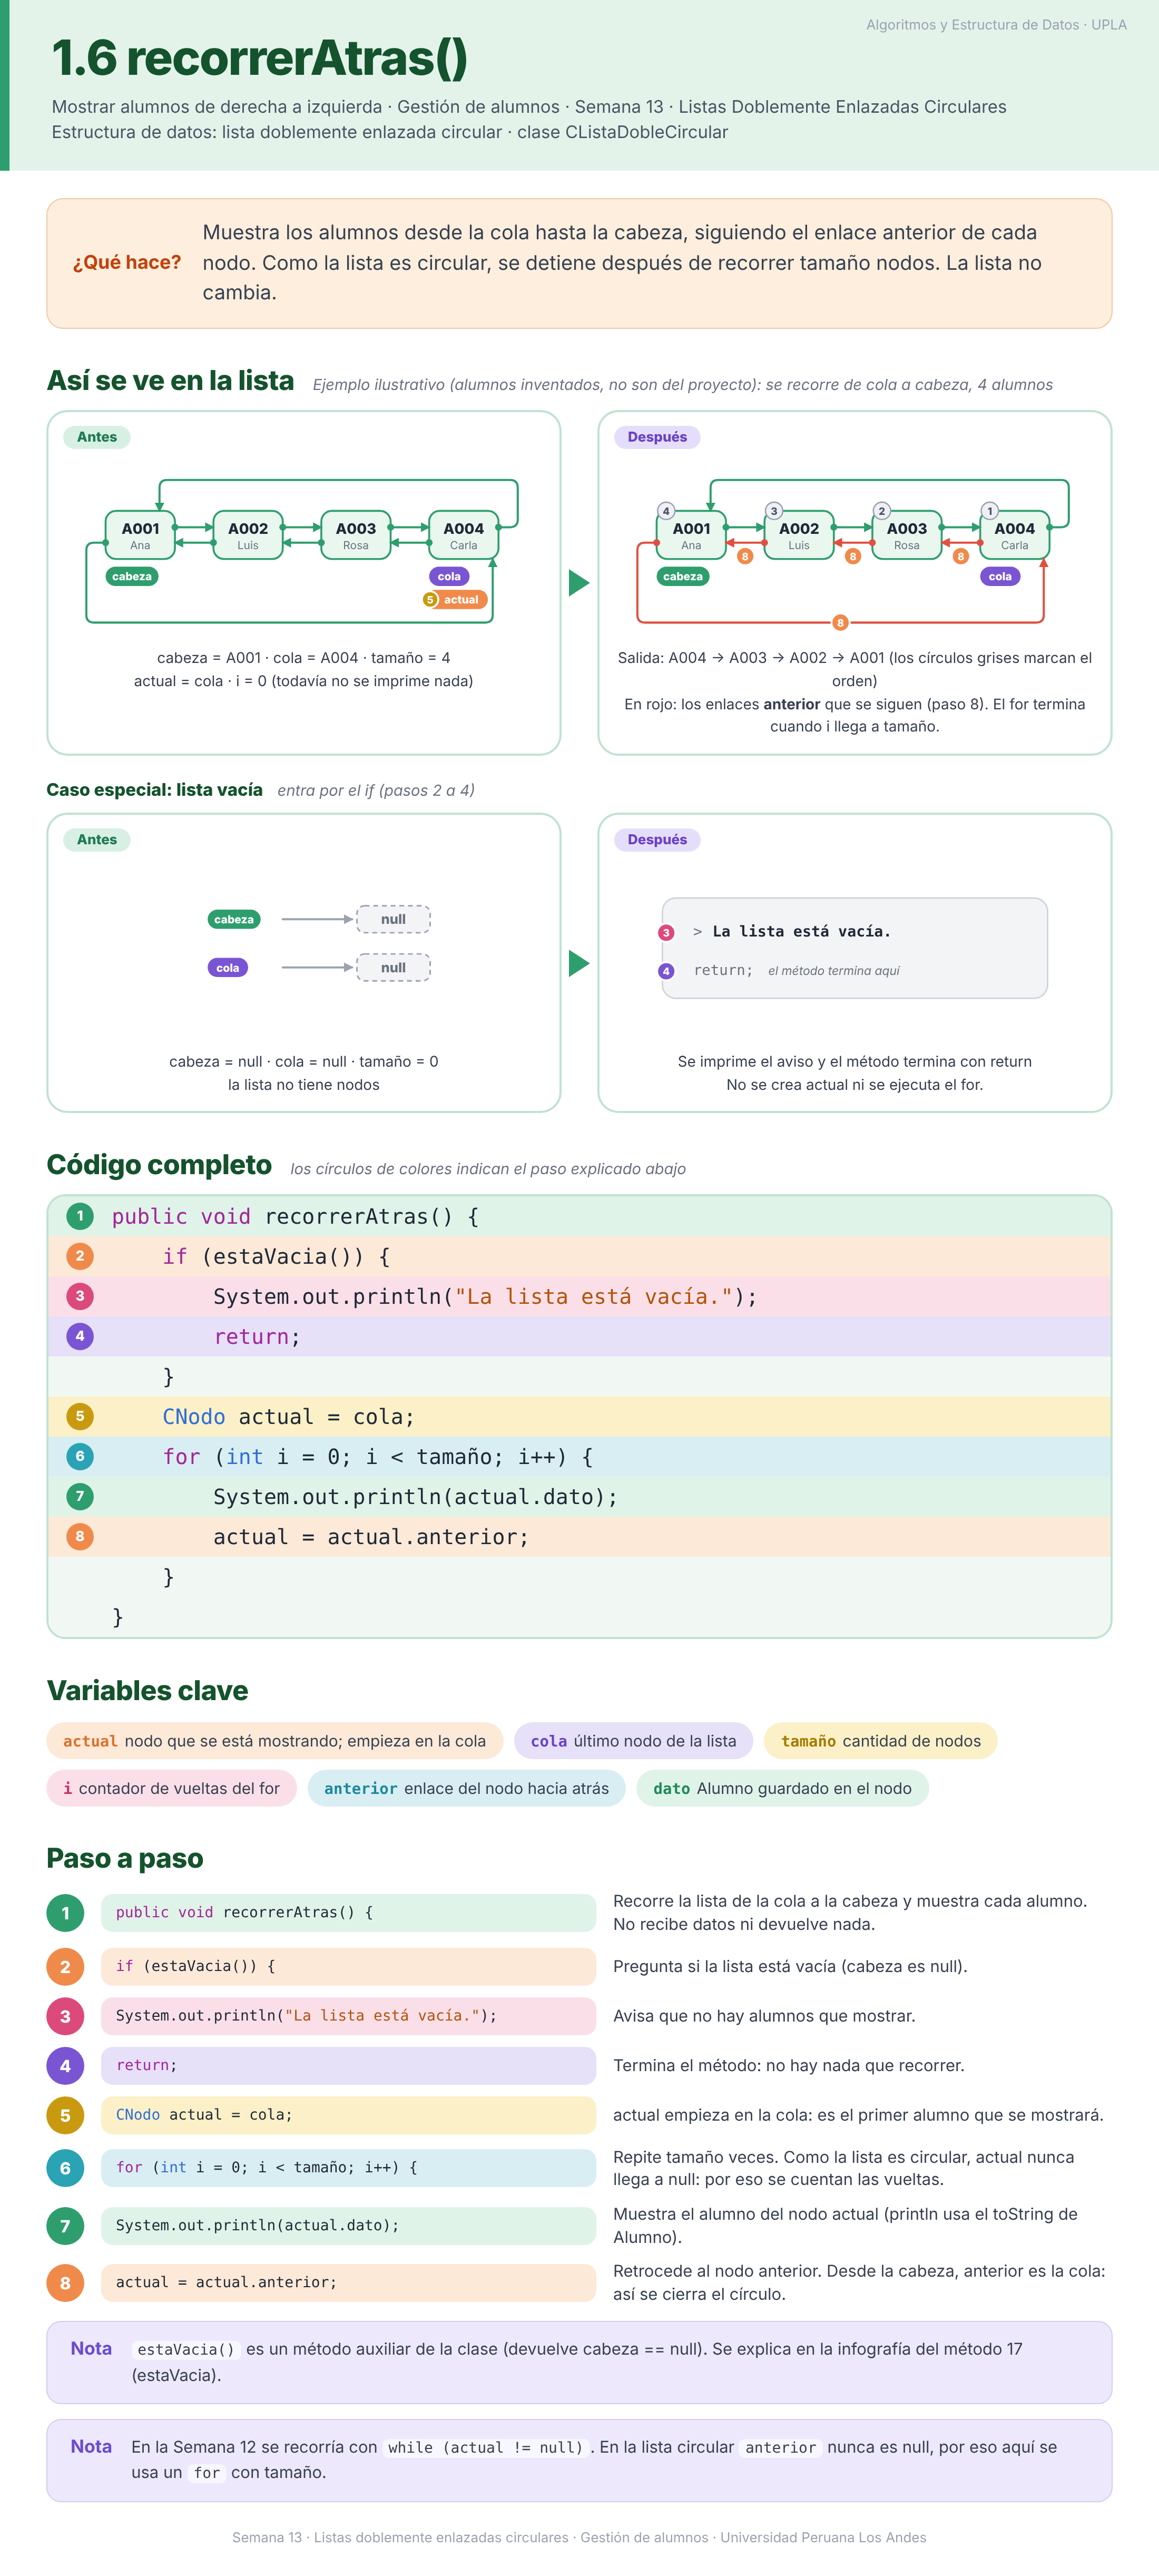 Algoritmos y Estructura de Datos · UPLA
1.6 recorrerAtras()
Mostrar alumnos de derecha a izquierda · Gestión de alumnos · Semana 13 · Listas Doblemente Enlazadas Circulares
Estructura de datos: lista doblemente enlazada circular · clase CListaDobleCircular
¿Qué hace?
Muestra los alumnos desde la cola hasta la cabeza, siguiendo el enlace anterior de cada
nodo. Como la lista es circular, se detiene después de recorrer tamaño nodos. La lista no
cambia.
Así se ve en la lista
Ejemplo ilustrativo (alumnos inventados, no son del proyecto): se recorre de cola a cabeza, 4 alumnos
Antes
A001 A002 A003 A004
Ana Luis Rosa Carla
cabeza cola
5 actual
cabeza = A001 · cola = A004 · tamaño = 4
actual = cola · i = 0 (todavía no se imprime nada)
Después
4 3 2 1
A001 A002 A003 A004
Ana Luis Rosa Carla
8 8 8
cabeza cola
8
Salida: A004 → A003 → A002 → A001 (los círculos grises marcan el
orden)
En rojo: los enlaces anterior que se siguen (paso 8). El for termina
cuando i llega a tamaño.
Caso especial: lista vacía
entra por el if (pasos 2 a 4)
Antes
cabeza null
cola null
cabeza = null · cola = null · tamaño = 0
la lista no tiene nodos
Después
3 > La lista está vacía.
4 return; el método termina aquí
Se imprime el aviso y el método termina con return
No se crea actual ni se ejecuta el for.
Código completo
los círculos de colores indican el paso explicado abajo
1 public void recorrerAtras() {
2 if (estaVacia()) {
3 System.out.println("La lista está vacía.");
4 return;
}
5 CNodo actual = cola;
6 for (int i = 0; i < tamaño; i++) {
7 System.out.println(actual.dato);
8 actual = actual.anterior;
}
}
Variables clave
actual nodo que se está mostrando; empieza en la cola
cola último nodo de la lista
tamaño cantidad de nodos
i contador de vueltas del for
anterior enlace del nodo hacia atrás
dato Alumno guardado en el nodo
Paso a paso
1 public void recorrerAtras() {
Recorre la lista de la cola a la cabeza y muestra cada alumno.
No recibe datos ni devuelve nada.
2 if (estaVacia()) {
Pregunta si la lista está vacía (cabeza es null).
3 System.out.println("La lista está vacía.");
Avisa que no hay alumnos que mostrar.
4 return;
Termina el método: no hay nada que recorrer.
5 CNodo actual = cola;
actual empieza en la cola: es el primer alumno que se mostrará.
6 for (int i = 0; i < tamaño; i++) {
Repite tamaño veces. Como la lista es circular, actual nunca
llega a null: por eso se cuentan las vueltas.
7 System.out.println(actual.dato);
Muestra el alumno del nodo actual (println usa el toString de
Alumno).
8 actual = actual.anterior;
Retrocede al nodo anterior. Desde la cabeza, anterior es la cola:
así se cierra el círculo.
Nota
estaVacia() es un método auxiliar de la clase (devuelve cabeza == null). Se explica en la infografía del método 17
(estaVacia).
Nota
En la Semana 12 se recorría con while (actual != null). En la lista circular anterior nunca es null, por eso aquí se
usa un for con tamaño.
Semana 13 · Listas doblemente enlazadas circulares · Gestión de alumnos · Universidad Peruana Los Andes